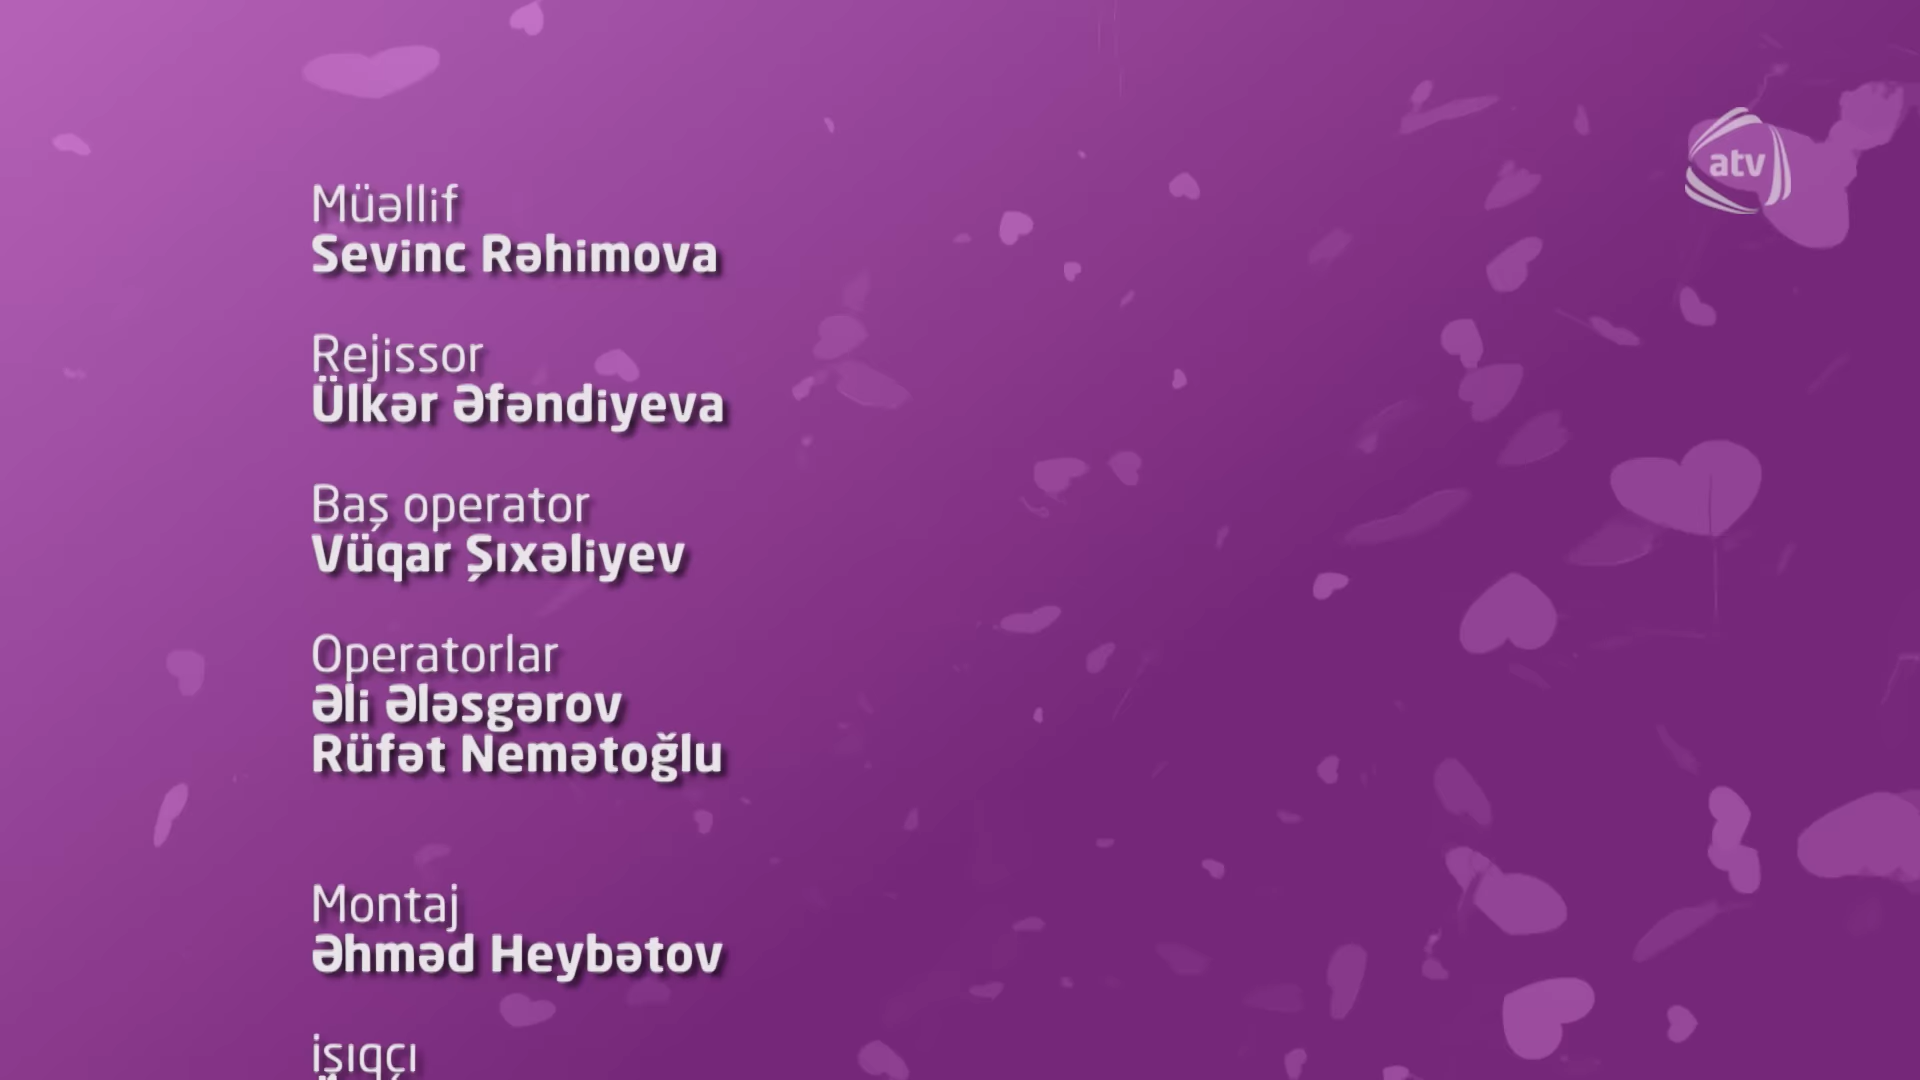 atv
Müəllif
Sevinc Rəhimova
Rejissor
Ülkər Əfəndiyeva
Baş operator
Vüqar Şıxəliyev
Operatorlar
Əli Ələsgərov
Rüfət Nemətoğlu
Montaj
Əhməd Heybətov
işıqçı